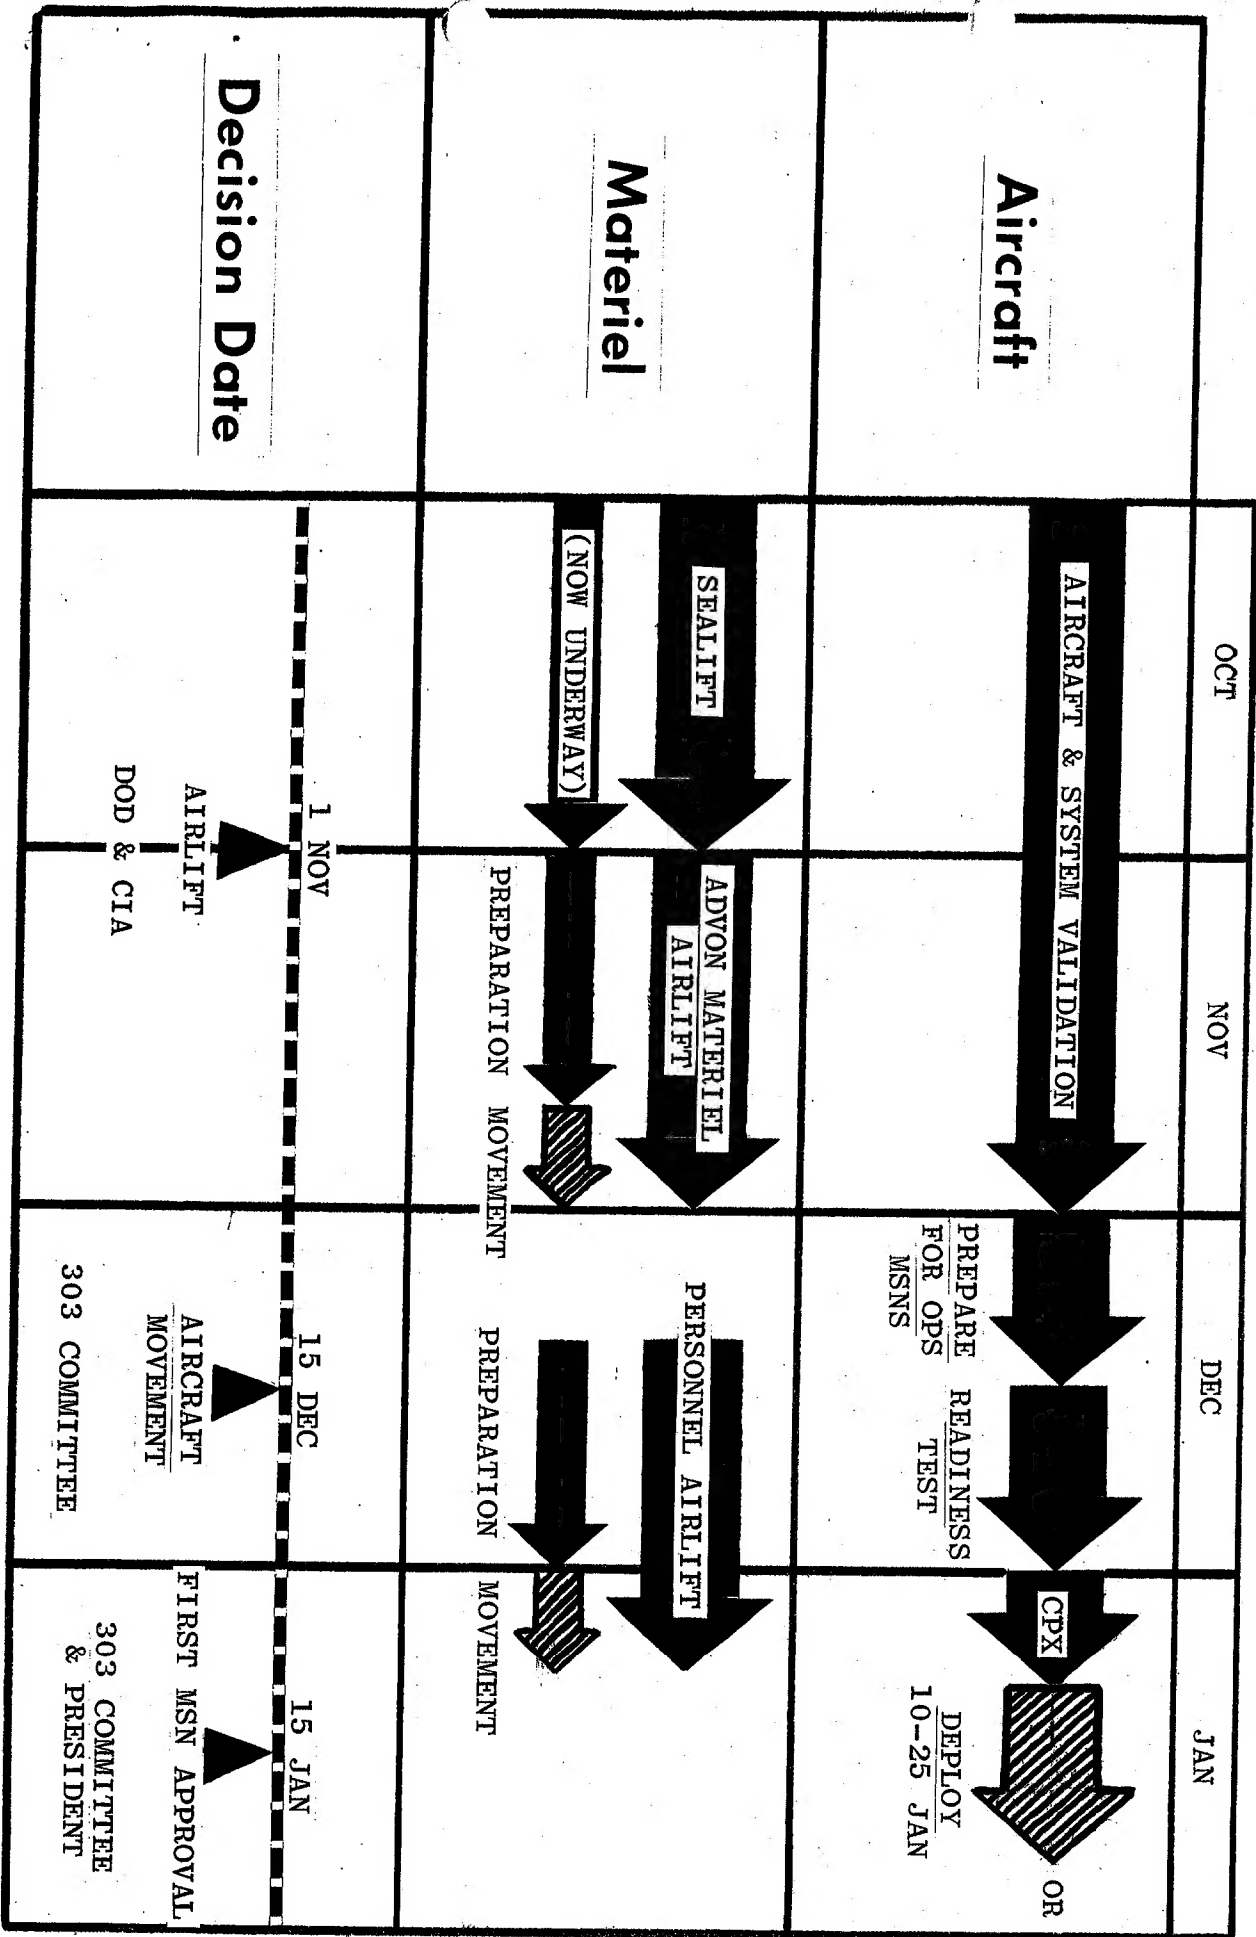 OCT
NOV
DEC
JAN
Aircraft
AIRCRAFT & SYSTEM VALIDATION
PREPARE
FOR OPS
MSNS
READINESS
TEST
CPX
DEPLOY
10-25 JAN
OR
Materiel
SEALIFT
(NOW UNDERWAY)
ADVON MATERIEL
AIRLIFT
PREPARATION
MOVEMENT
PERSONNEL AIRLIFT
PREPARATION
MOVEMENT
Decision Date
1 NOV
AIRLIFT
DOD & CIA
15 DEC
AIRCRAFT
MOVEMENT
303 COMMITTEE
15 JAN
FIRST MSN APPROVAL
303 COMMITTEE
& PRESIDENT